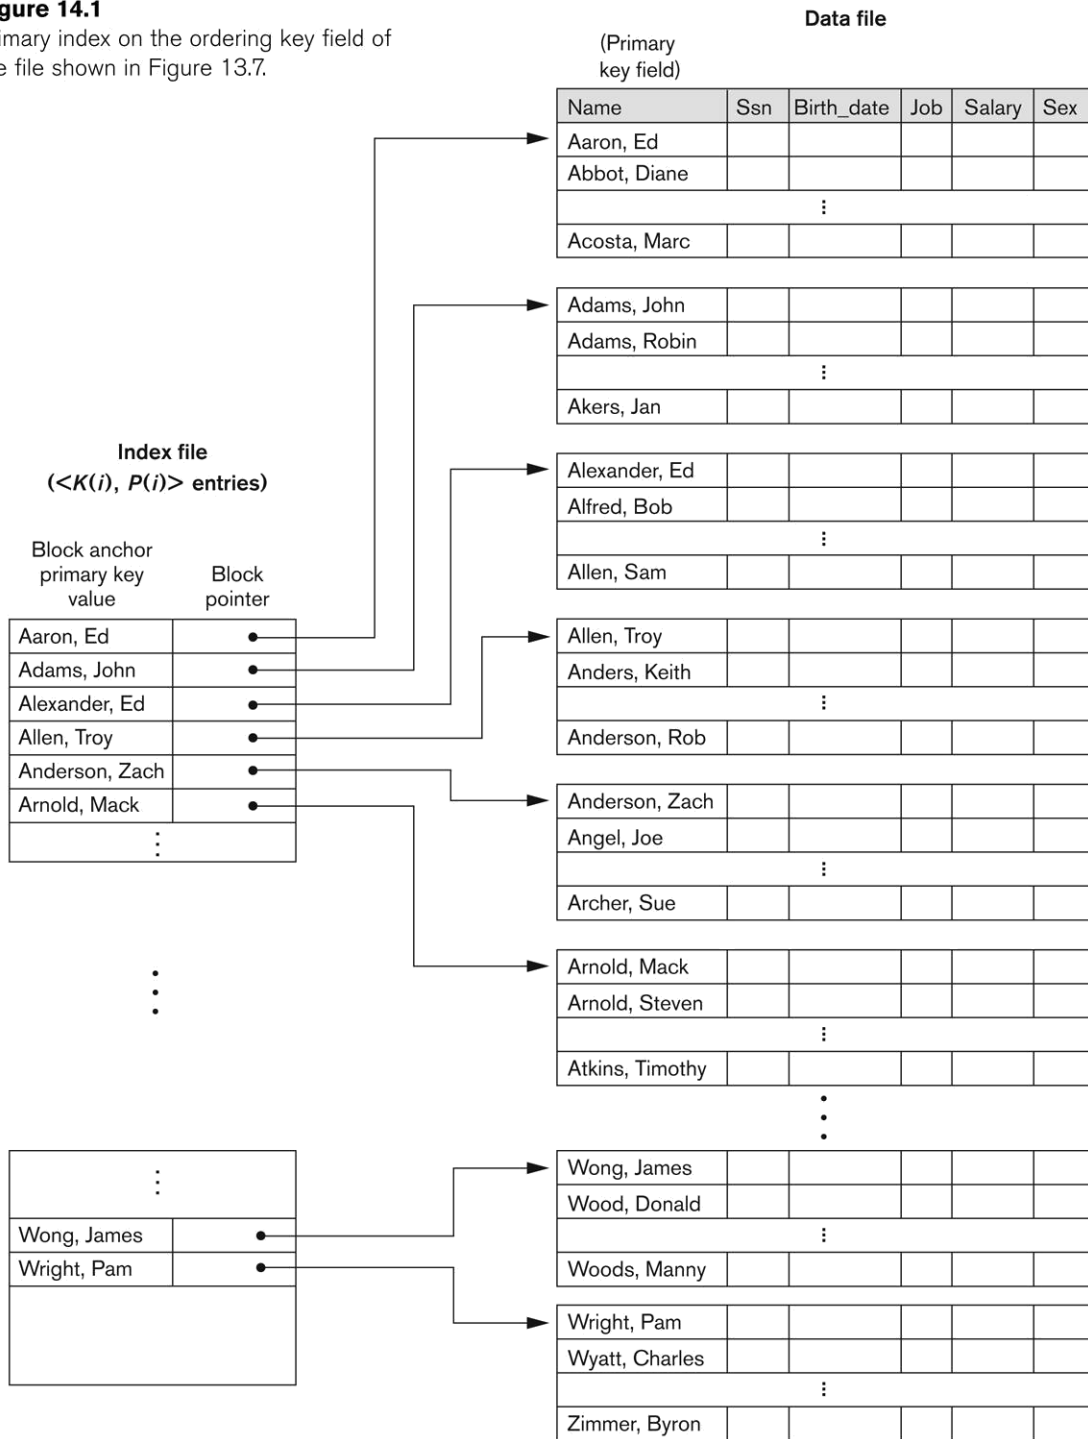 gure 14.1
imary index on the ordering key field of
e file shown in Figure 13.7.
Data file
(Primary
key field)
Name Ssn Birth_date Job Salary Sex
Aaron, Ed
Abbot, Diane
Acosta, Marc
Adams, John
Adams, Robin
Akers, Jan
Alexander, Ed
Alfred, Bob
Allen, Sam
Allen, Troy
Anders, Keith
Anderson, Rob
Anderson, Zach
Angel, Joe
Archer, Sue
Arnold, Mack
Arnold, Steven
Atkins, Timothy
Wong, James
Wood, Donald
Woods, Manny
Wright, Pam
Wyatt, Charles
Zimmer, Byron
Index file
(<K(i), P(i)> entries)
Block anchor
primary key
value
Block
pointer
Aaron, Ed
Adams, John
Alexander, Ed
Allen, Troy
Anderson, Zach
Arnold, Mack
Wong, James
Wright, Pam